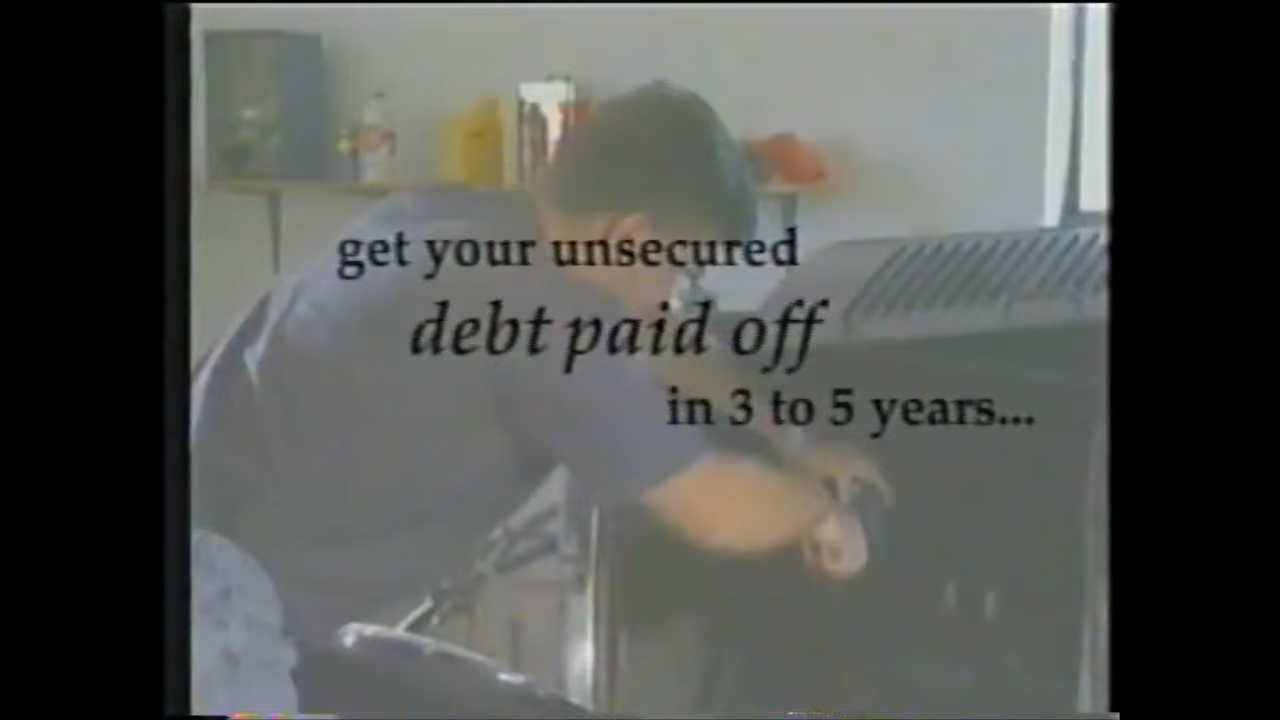 get your unsecured
debt paid off
in 3 to 5 years...